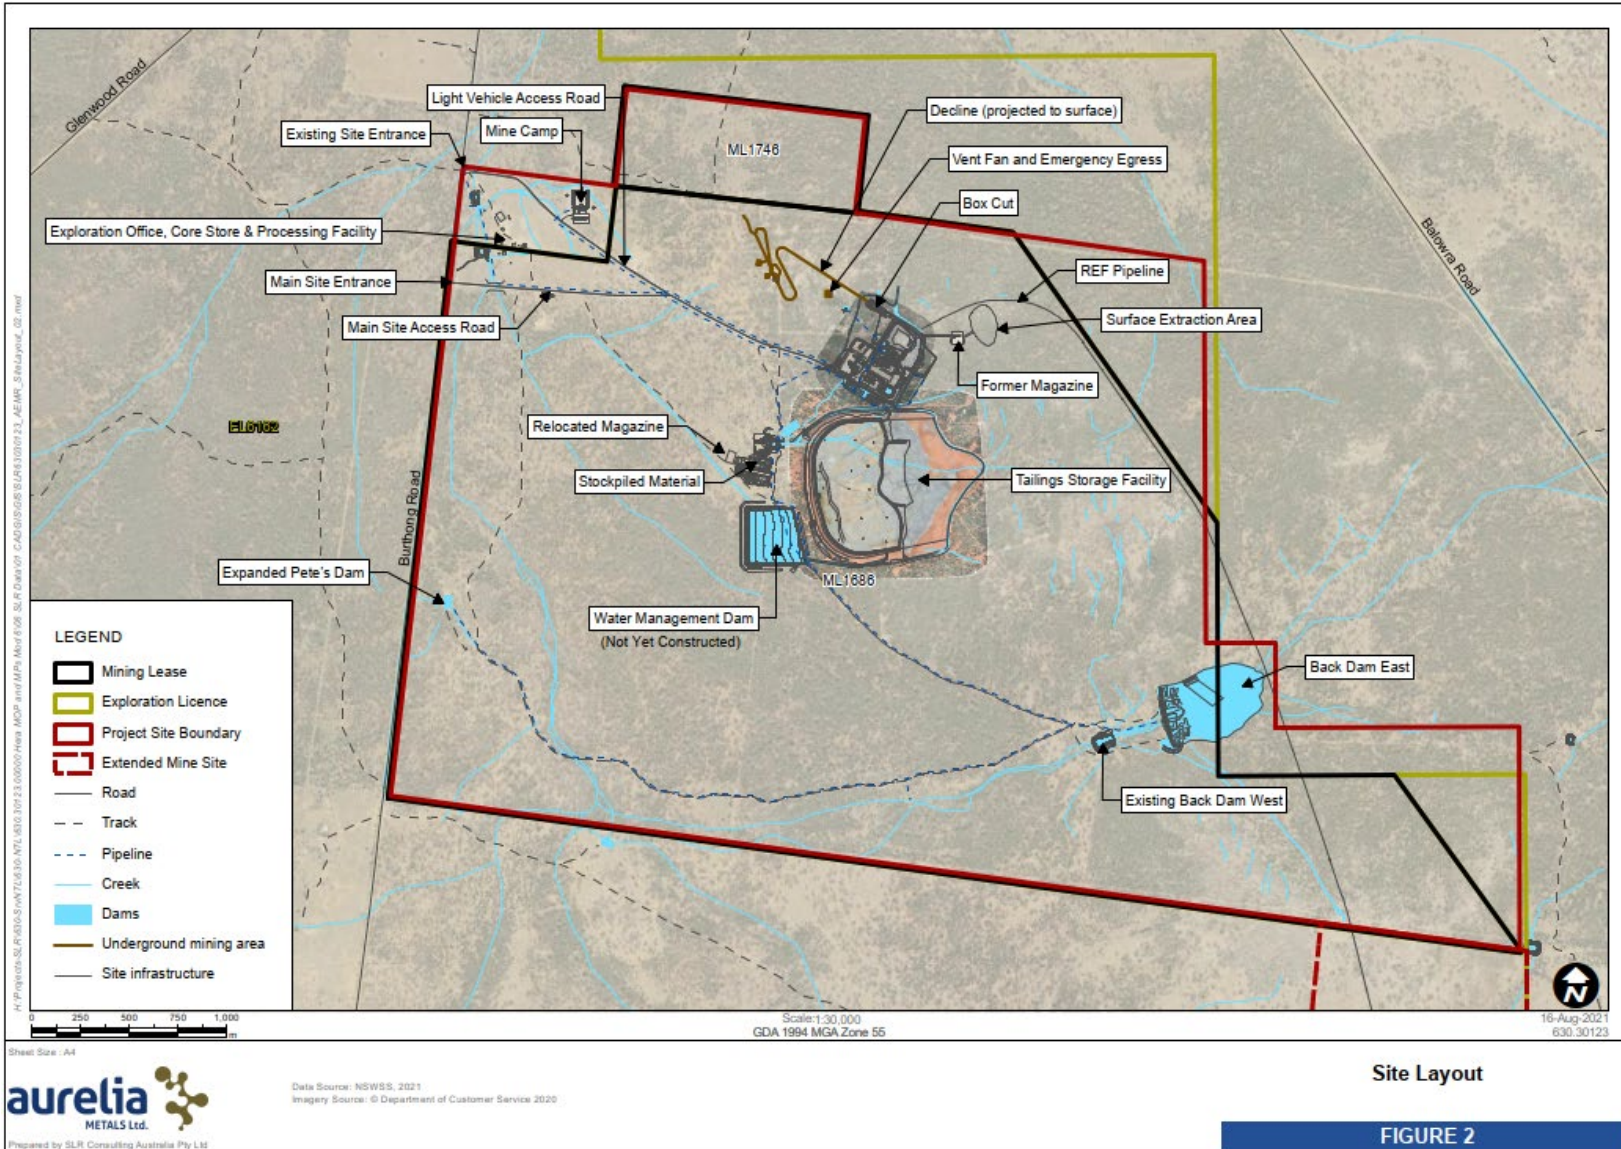 Glenwood Road
Light Vehicle Access Road
Existing Site Entrance
Mine Camp
ML1746
Decline (projected to surface)
Vent Fan and Emergency Egress
Box Cut
Exploration Office, Core Store & Processing Facility
Main Site Entrance
Main Site Access Road
REF Pipeline
Surface Extraction Area
Former Magazine
Balowra Road
EL6162
Relocated Magazine
Stockpiled Material
Tailings Storage Facility
Burthong Road
Expanded Pete's Dam
ML1686
Water Management Dam
(Not Yet Constructed)
Back Dam East
Existing Back Dam West
LEGEND
Mining Lease
Exploration Licence
Project Site Boundary
Extended Mine Site
Road
Track
Pipeline
Creek
Dams
Underground mining area
Site infrastructure
N
0 250 500 750 1,000
m
Scale:1:30,000
GDA 1994 MGA Zone 55
16-Aug-2021
630.30123
Sheet Size : A4
aurelia
METALS Ltd.
Prepared by SLR Consulting Australia Pty Ltd
Data Source: NSWSS, 2021
Imagery Source: © Department of Customer Service 2020
Site Layout
FIGURE 2